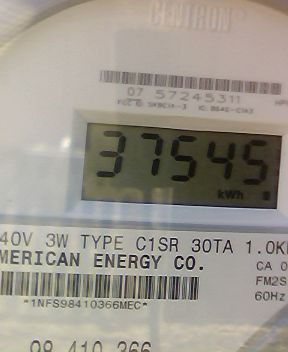 CENTRON
07 57245311
37545
kWh
40V 3W TYPE C1SR 30TA 1.0K
MERICAN ENERGY CO.
CA 0
FM2S
60Hz
*1NFS98410366MEC*
98 410 366